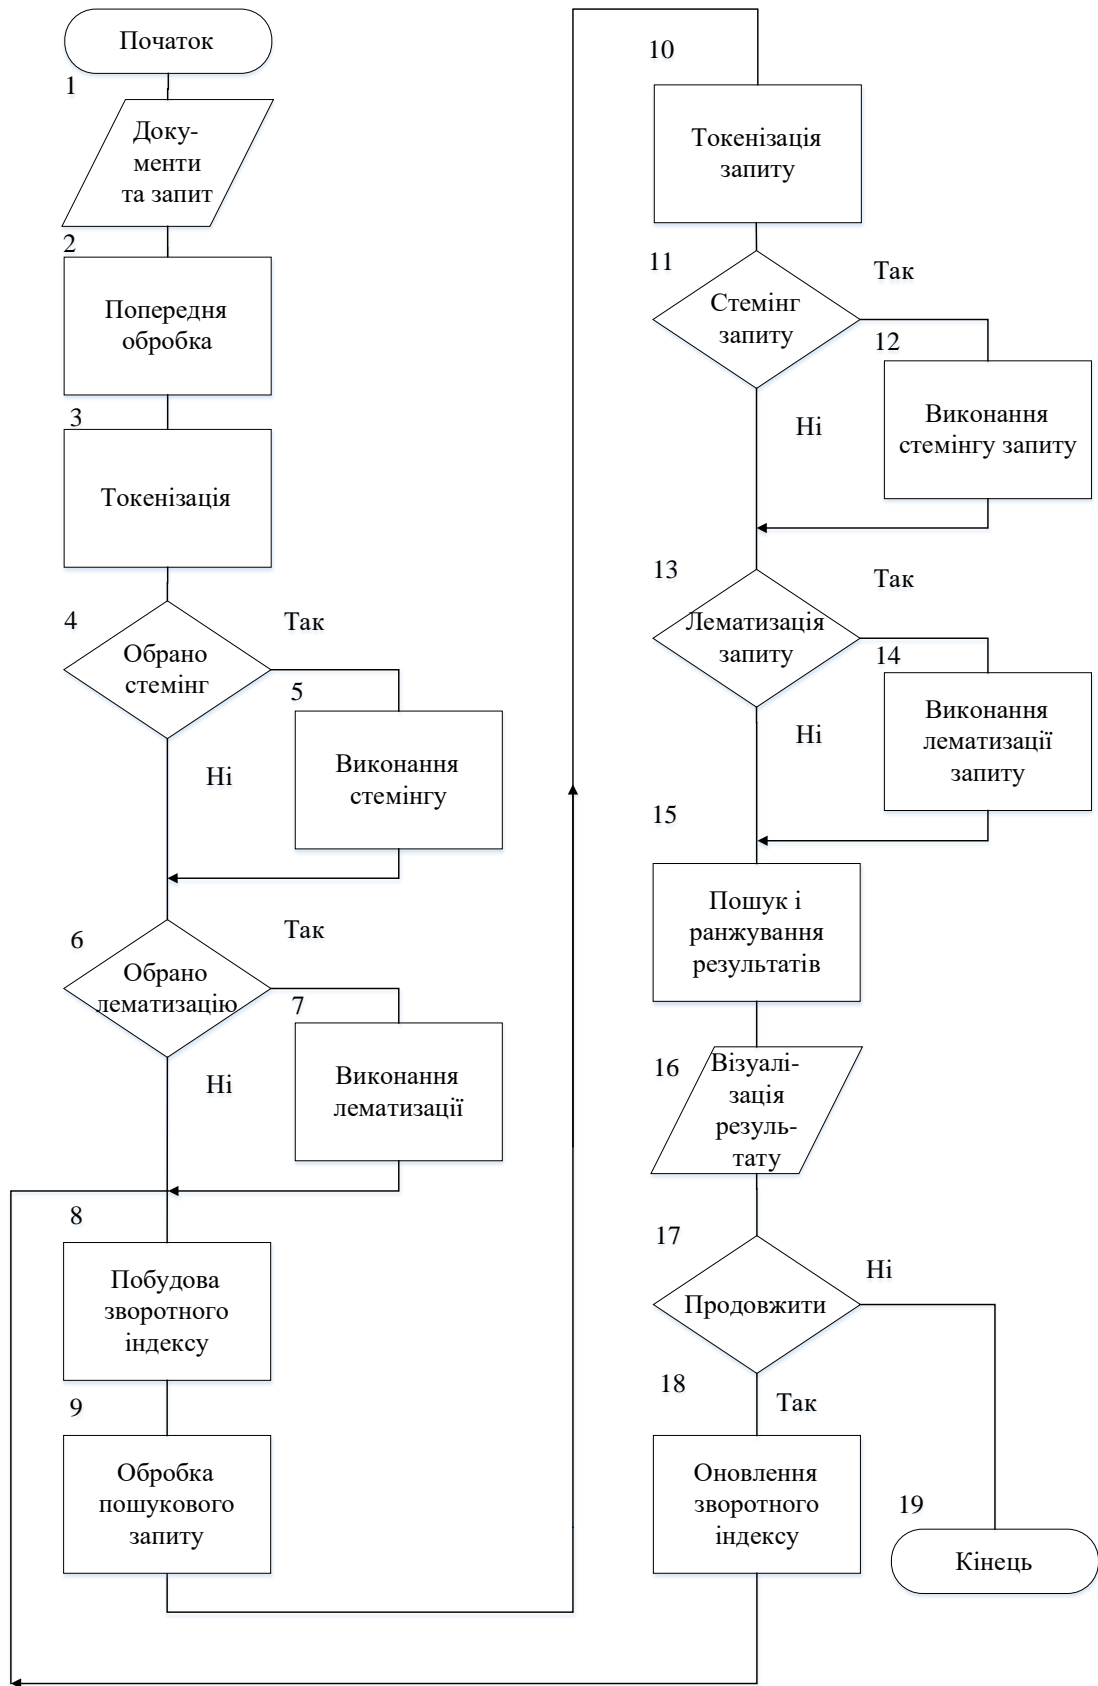 Початок
1
Доку-
менти
та запит
2
Попередня
обробка
3
Токенізація
4
Так
Обрано
стемінг
5
Виконання
стемінгу
Ні
6
Так
Обрано
лематизацію
7
Виконання
лематизації
Ні
8
Побудова
зворотного
індексу
9
Обробка
пошукового
запиту
10
Токенізація
запиту
11
Так
Стемінг
запиту
12
Виконання
стемінгу запиту
Ні
13
Так
Лематизація
запиту
14
Виконання
лематизації
запиту
Ні
15
Пошук і
ранжування
результатів
16
Візуалі-
зація
резуль-
тату
17
Ні
Продовжити
18
Так
Оновлення
зворотного
індексу
19
Кінець